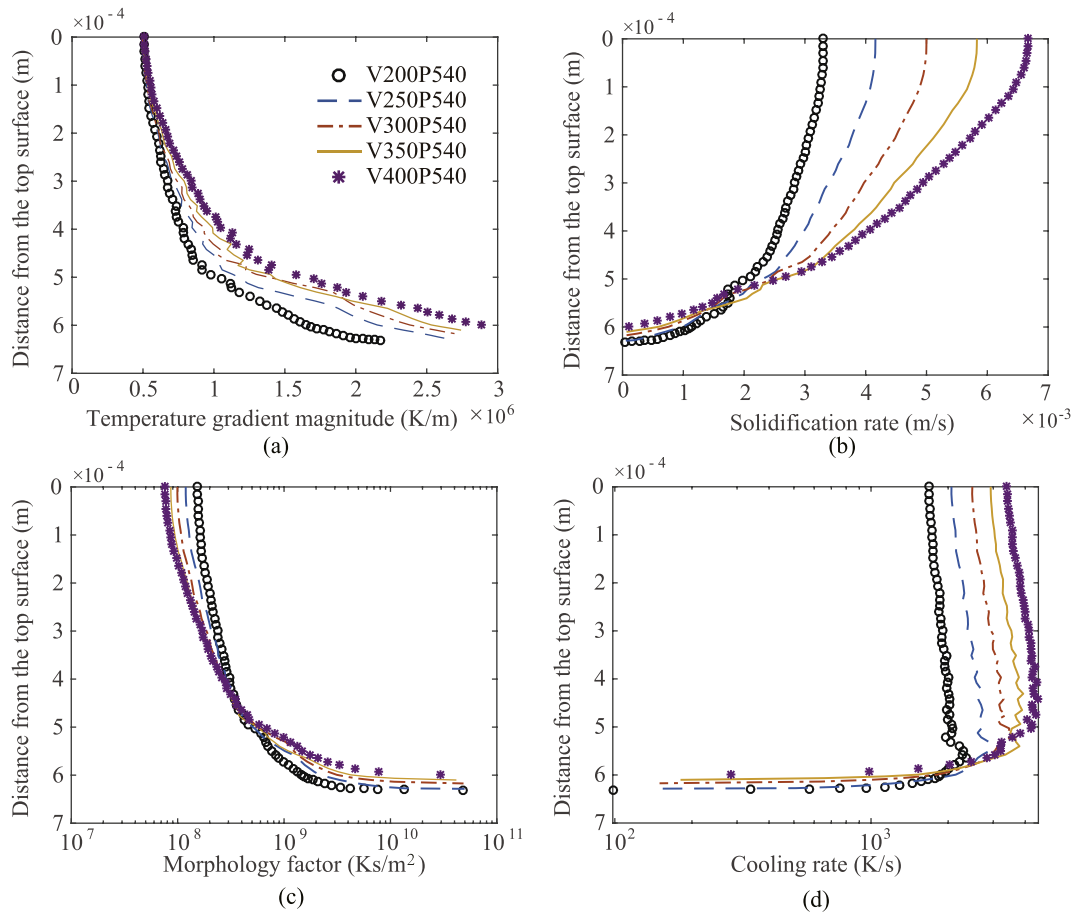 ×10⁻⁴
0
1
2
3
4
5
6
7
Distance from the top surface (m)
V200P540
V250P540
V300P540
V350P540
V400P540
0 0.5 1 1.5 2 2.5 3
Temperature gradient magnitude (K/m) ×10⁶
(a)
×10⁻⁴
0
1
2
3
4
5
6
7
Distance from the top surface (m)
0 1 2 3 4 5 6 7
Solidification rate (m/s) ×10⁻³
(b)
×10⁻⁴
0
1
2
3
4
5
6
7
Distance from the top surface (m)
10⁷ 10⁸ 10⁹ 10¹⁰ 10¹¹
Morphology factor (Ks/m²)
(c)
×10⁻⁴
0
1
2
3
4
5
6
7
Distance from the top surface (m)
10² 10³
Cooling rate (K/s)
(d)